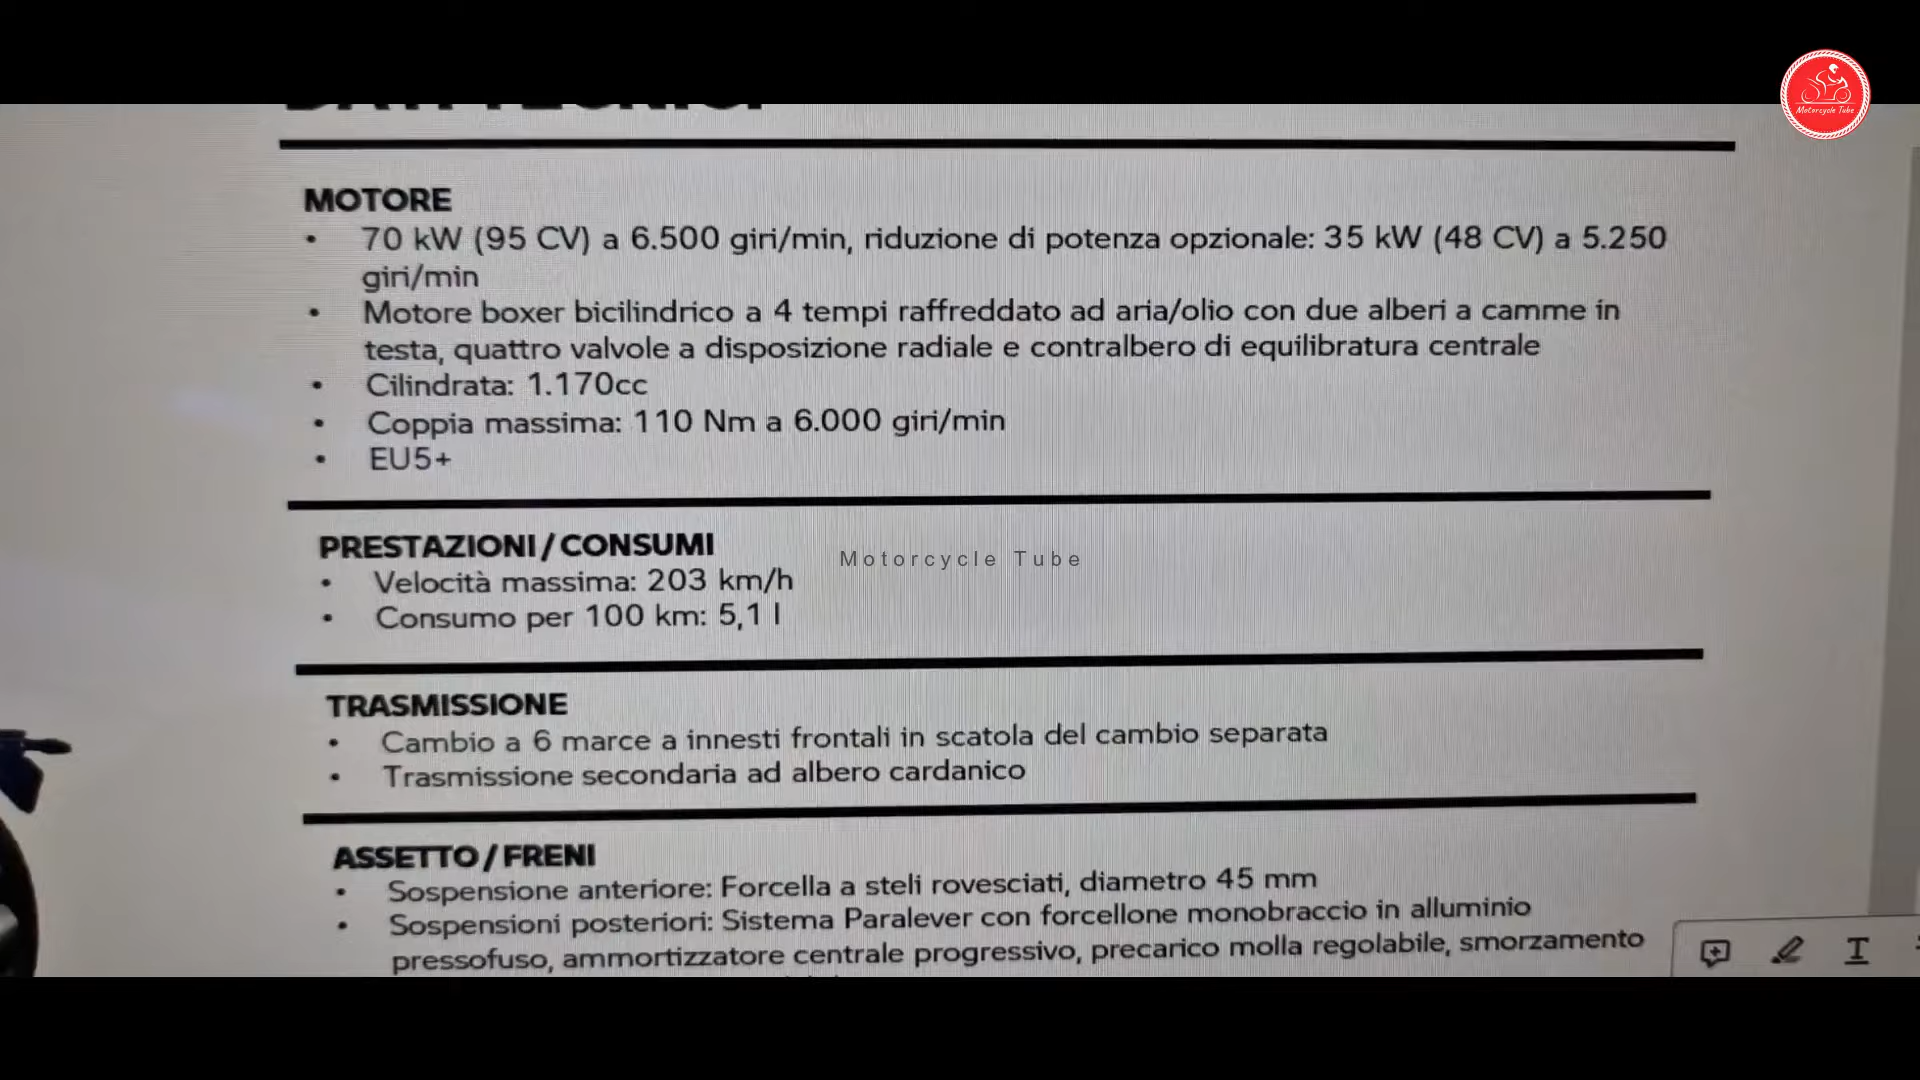 DATI TECNICI
Motorcycle Tube
MOTORE
• 70 kW (95 CV) a 6.500 giri/min, riduzione di potenza opzionale: 35 kW (48 CV) a 5.250
giri/min
• Motore boxer bicilindrico a 4 tempi raffreddato ad aria/olio con due alberi a camme in
testa, quattro valvole a disposizione radiale e contralbero di equilibratura centrale
• Cilindrata: 1.170cc
• Coppia massima: 110 Nm a 6.000 giri/min
• EU5+
PRESTAZIONI/CONSUMI
Motorcycle Tube
• Velocità massima: 203 km/h
• Consumo per 100 km: 5,1 l
TRASMISSIONE
• Cambio a 6 marce a innesti frontali in scatola del cambio separata
• Trasmissione secondaria ad albero cardanico
ASSETTO/FRENI
• Sospensione anteriore: Forcella a steli rovesciati, diametro 45 mm
• Sospensioni posteriori: Sistema Paralever con forcellone monobraccio in alluminio
pressofuso, ammortizzatore centrale progressivo, precarico molla regolabile, smorzamento